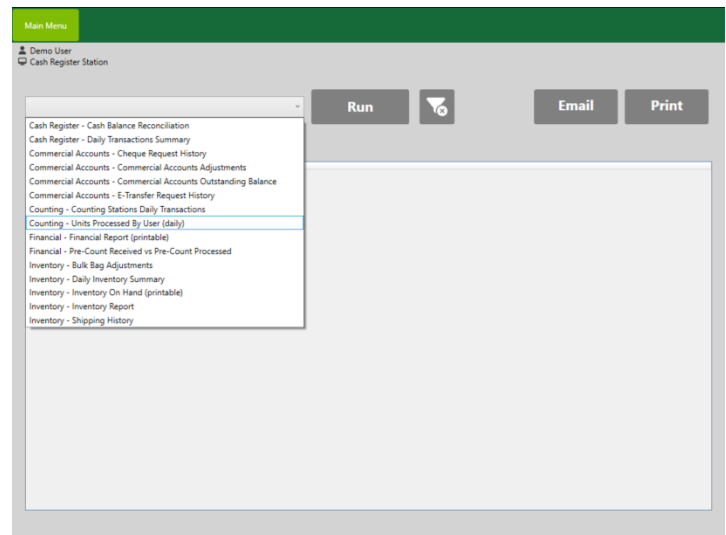 Main Menu
Demo User
Cash Register Station
Run
Email
Print
Cash Register - Cash Balance Reconciliation
Cash Register - Daily Transactions Summary
Commercial Accounts - Cheque Request History
Commercial Accounts - Commercial Accounts Adjustments
Commercial Accounts - Commercial Accounts Outstanding Balance
Commercial Accounts - E-Transfer Request History
Counting - Counting Stations Daily Transactions
Counting - Units Processed By User (daily)
Financial - Financial Report (printable)
Financial - Pre-Count Received vs Pre-Count Processed
Inventory - Bulk Bag Adjustments
Inventory - Daily Inventory Summary
Inventory - Inventory On Hand (printable)
Inventory - Inventory Report
Inventory - Shipping History